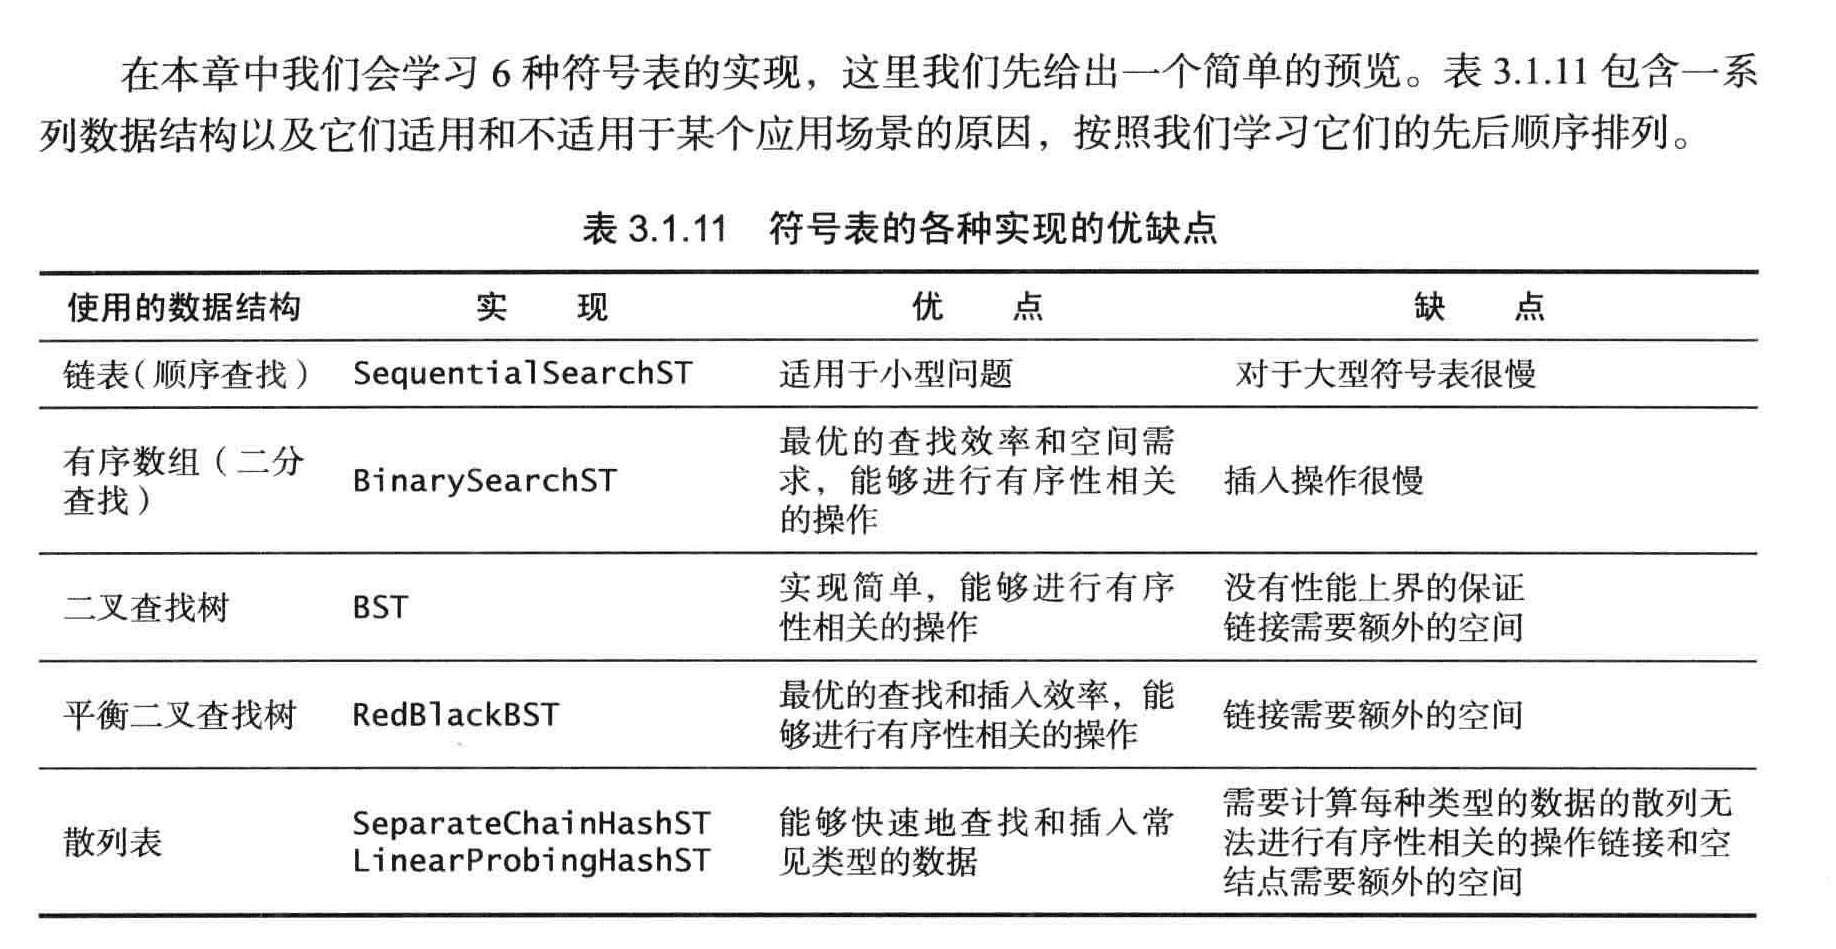 在本章中我们会学习 6 种符号表的实现，这里我们先给出一个简单的预览。表 3.1.11 包含一系
列数据结构以及它们适用和不适用于某个应用场景的原因，按照我们学习它们的先后顺序排列。
表 3.1.11 符号表的各种实现的优缺点
使用的数据结构 实 现 优 点 缺 点
链表（顺序查找） SequentialSearchST 适用于小型问题 对于大型符号表很慢
有序数组（二分
查找）
BinarySearchST
最优的查找效率和空间需
求，能够进行有序性相关
的操作
插入操作很慢
二叉查找树
BST
实现简单，能够进行有序
性相关的操作
没有性能上界的保证
链接需要额外的空间
平衡二叉查找树
RedBlackBST
最优的查找和插入效率，能
够进行有序性相关的操作
链接需要额外的空间
散列表
SeparateChainHashST
LinearProbingHashST
能够快速地查找和插入常
见类型的数据
需要计算每种类型的数据的散列无
法进行有序性相关的操作链接和空
结点需要额外的空间